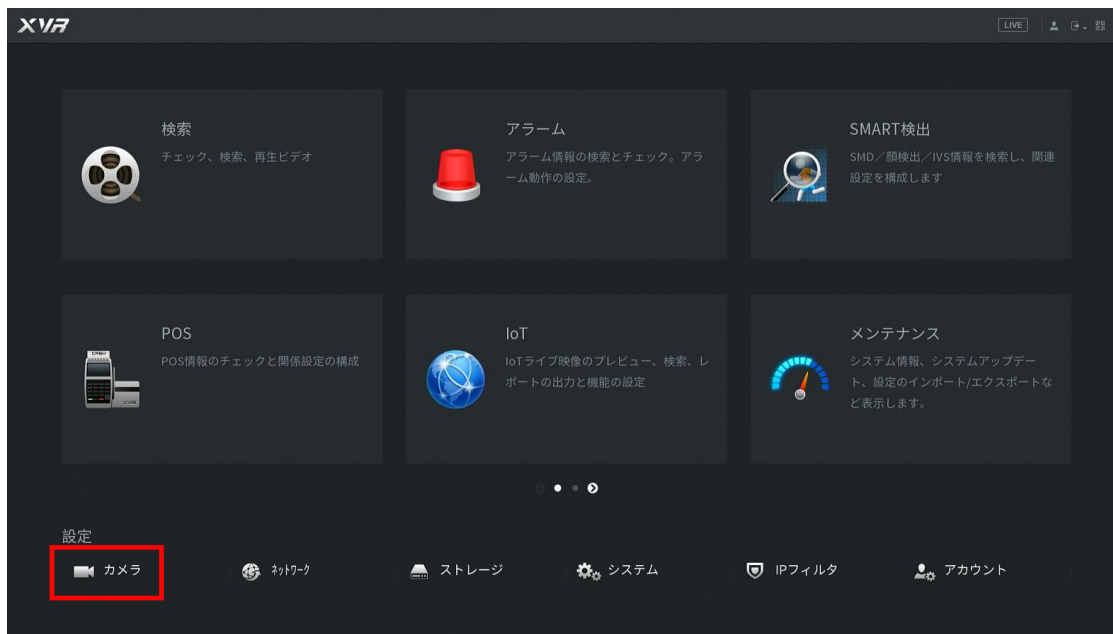 XVR
LIVE
検索
チェック、検索、再生ビデオ
アラーム
アラーム情報の検索とチェック。アラ
ーム動作の設定。
SMART検出
SMD／顔検出／IVS情報を検索し、関連
設定を構成します
POS
POS情報のチェックと関係設定の構成
IoT
IoTライブ映像のプレビュー、検索、レ
ポートの出力と機能の設定
メンテナンス
システム情報、システムアップデー
ト、設定のインポート/エクスポートな
ど表示します。
設定
カメラ
ﾈｯﾄﾜｰｸ
ストレージ
システム
IPフィルタ
アカウント